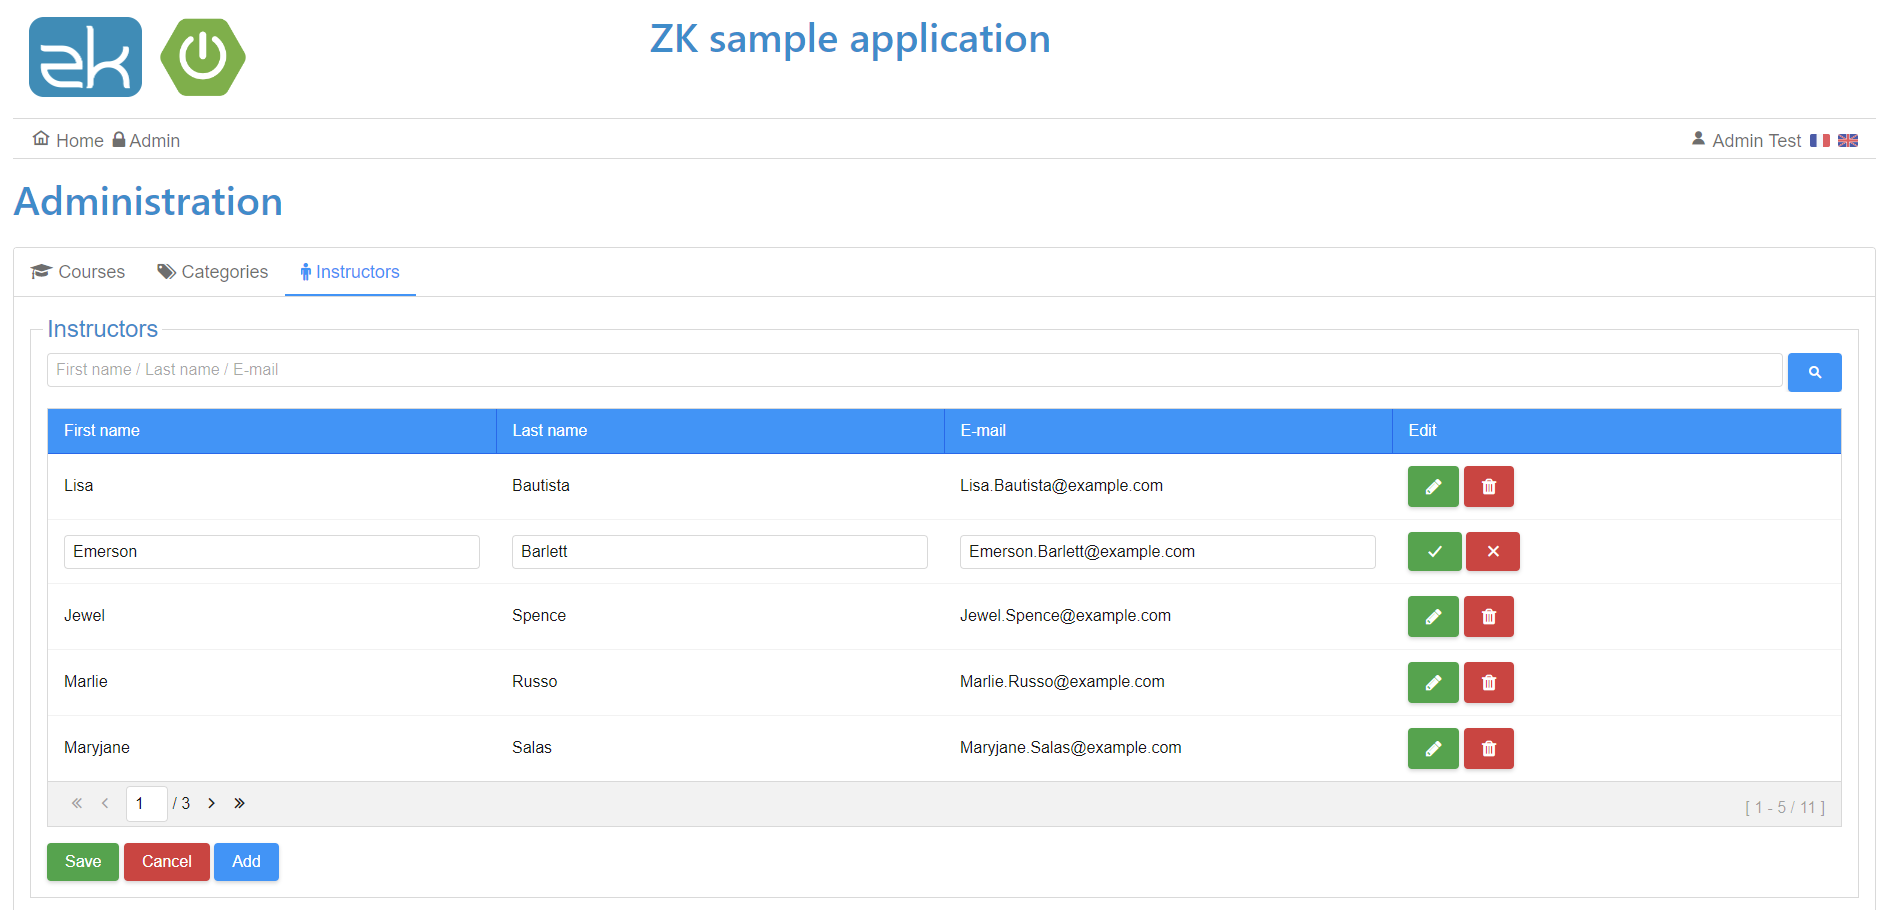 zk
ZK sample application
Home Admin
Admin Test
Administration
Courses Categories Instructors
Instructors
First name / Last name / E-mail
First name Last name E-mail Edit
Lisa Bautista Lisa.Bautista@example.com
Emerson Barlett Emerson.Barlett@example.com
Jewel Spence Jewel.Spence@example.com
Marlie Russo Marlie.Russo@example.com
Maryjane Salas Maryjane.Salas@example.com
1 / 3 [ 1 - 5 / 11 ]
Save Cancel Add